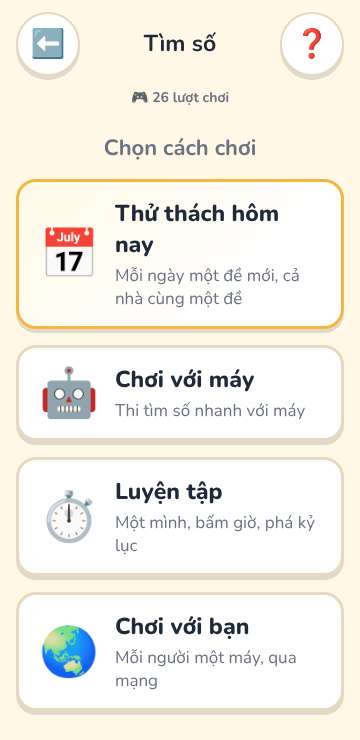 Tìm số
🎮 26 lượt chơi
Chọn cách chơi
Thử thách hôm
nay
July
17
Mỗi ngày một đề mới, cả
nhà cùng một đề
Chơi với máy
Thi tìm số nhanh với máy
Luyện tập
Một mình, bấm giờ, phá kỷ
lục
Chơi với bạn
Mỗi người một máy, qua
mạng